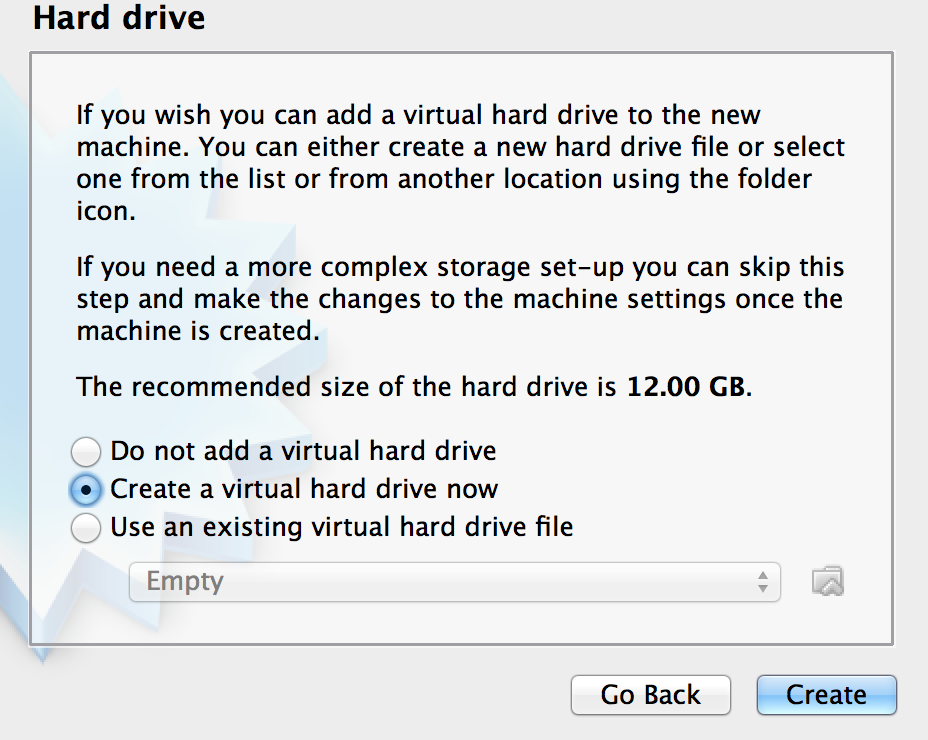 Hard drive
If you wish you can add a virtual hard drive to the new
machine. You can either create a new hard drive file or select
one from the list or from another location using the folder
icon.
If you need a more complex storage set-up you can skip this
step and make the changes to the machine settings once the
machine is created.
The recommended size of the hard drive is 12.00 GB.
Do not add a virtual hard drive
Create a virtual hard drive now
Use an existing virtual hard drive file
Empty
Go Back
Create